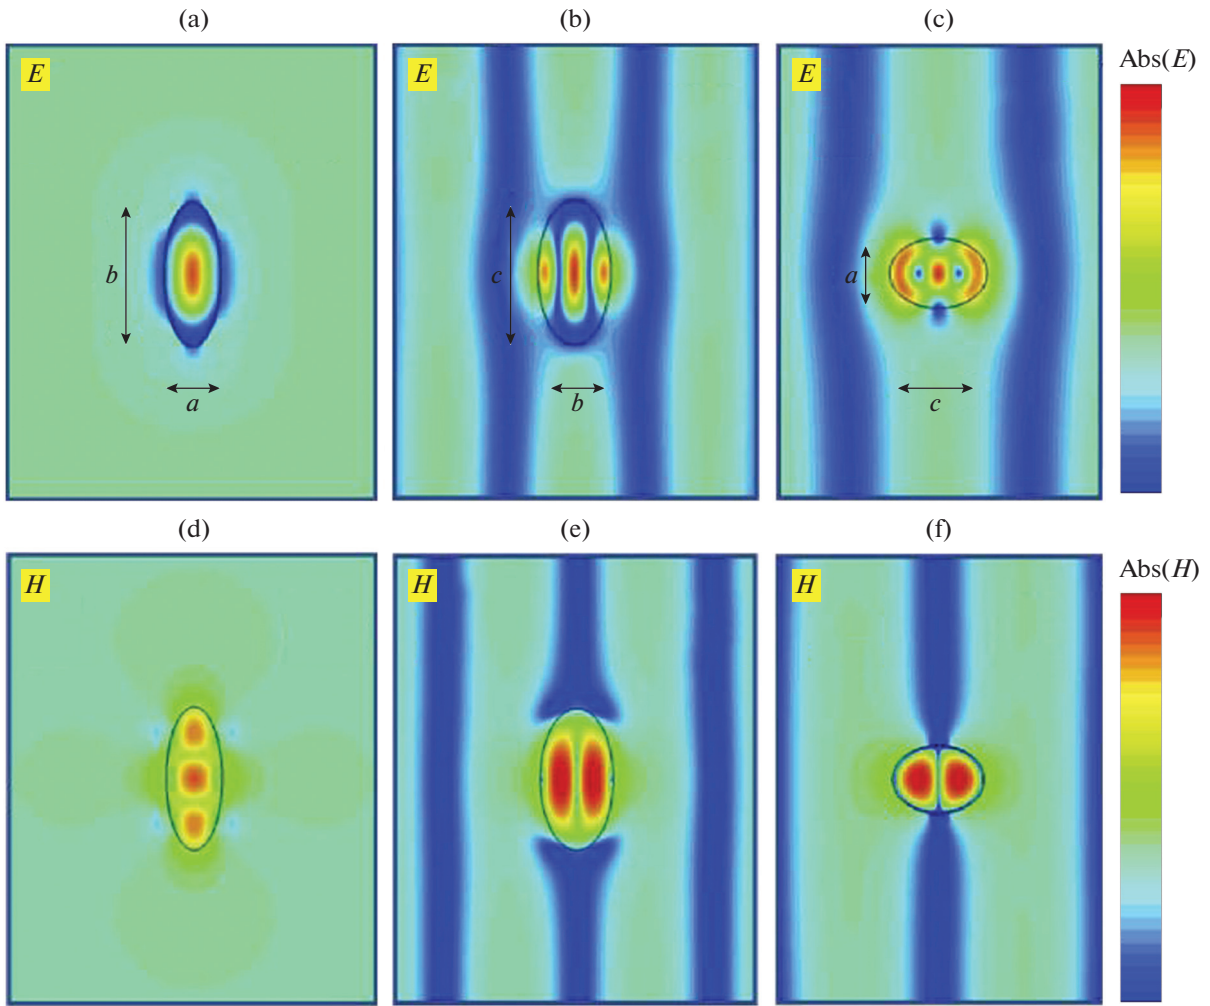 (a) (b) (c)
E E E Abs(E)
b c a
a b c
(d) (e) (f)
H H H Abs(H)